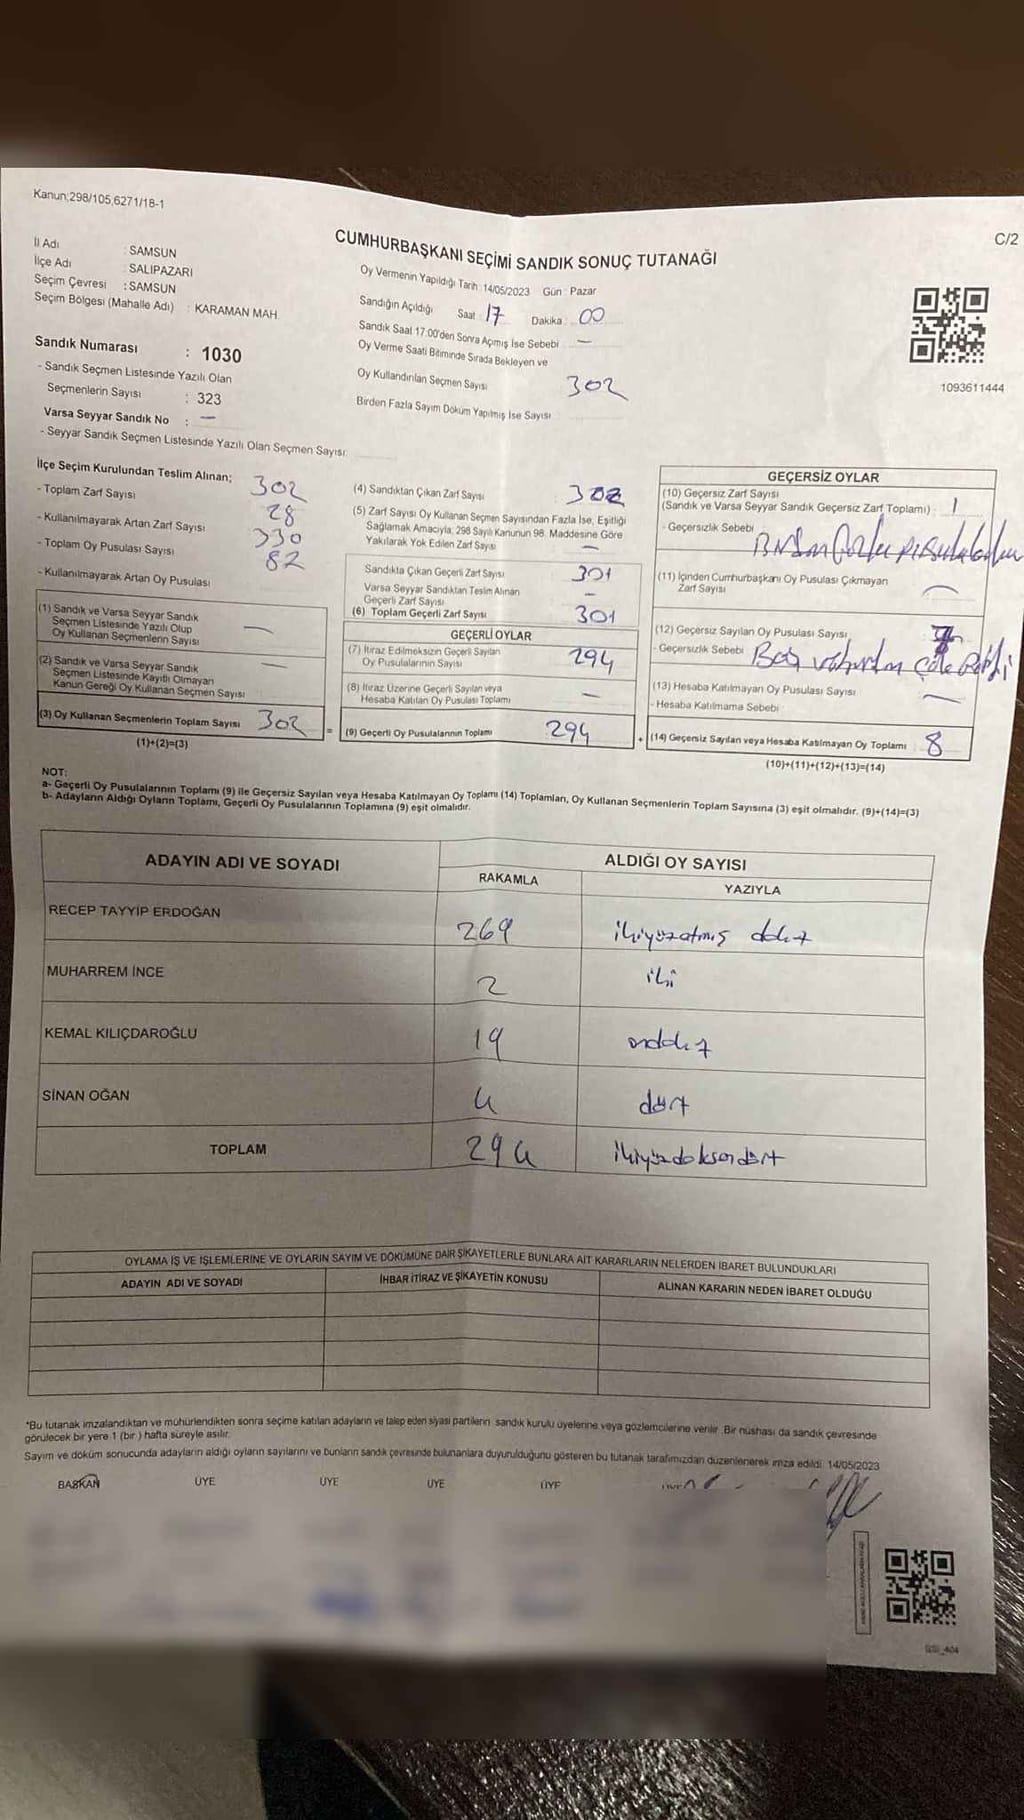 Kanun;298/105,6271/18-1
C/2
CUMHURBAŞKANI SEÇİMİ SANDIK SONUÇ TUTANAĞI
İl Adı : SAMSUN
İlçe Adı : SALIPAZARI
Seçim Çevresi : SAMSUN
Seçim Bölgesi (Mahalle Adı) : KARAMAN MAH.
Sandık Numarası : 1030
- Sandık Seçmen Listesinde Yazılı Olan
Seçmenlerin Sayısı : 323
Varsa Seyyar Sandık No : —
- Seyyar Sandık Seçmen Listesinde Yazılı Olan Seçmen Sayısı:
Oy Vermenin Yapıldığı Tarih: 14/05/2023 Gün : Pazar
Sandığın Açıldığı Saat : 17 Dakika : 00
Sandık Saat 17:00'den Sonra Açmış İse Sebebi : —
Oy Verme Saati Bitiminde Sırada Bekleyen ve
Oy Kullandırılan Seçmen Sayısı 302
Birden Fazla Sayım Döküm Yapılmış İse Sayısı
1093611444
İlçe Seçim Kurulundan Teslim Alınan;
- Toplam Zarf Sayısı 302
- Kullanılmayarak Artan Zarf Sayısı 28
- Toplam Oy Pusulası Sayısı 330
- Kullanılmayarak Artan Oy Pusulası 82
(1) Sandık ve Varsa Seyyar Sandık
Seçmen Listesinde Yazılı Olup
Oy Kullanan Seçmenlerin Sayısı —
(2) Sandık ve Varsa Seyyar Sandık
Seçmen Listesinde Kayıtlı Olmayan
Kanun Gereği Oy Kullanan Seçmen Sayısı —
(3) Oy Kullanan Seçmenlerin Toplam Sayısı 302
(1)+(2)=(3)
(4) Sandıktan Çıkan Zarf Sayısı 302
(5) Zarf Sayısı Oy Kullanan Seçmen Sayısından Fazla İse, Eşitliği
Sağlamak Amacıyla; 298 Sayılı Kanunun 98. Maddesine Göre
Yakılarak Yok Edilen Zarf Sayısı —
Sandıkta Çıkan Geçerli Zarf Sayısı 301
Varsa Seyyar Sandıktan Teslim Alınan
Geçerli Zarf Sayısı —
(6) Toplam Geçerli Zarf Sayısı 301
GEÇERLİ OYLAR
(7) İtiraz Edilmeksizin Geçerli Sayılan
Oy Pusulalarının Sayısı 294
(8) İtiraz Üzerine Geçerli Sayılan veya
Hesaba Katılan Oy Pusulası Toplamı —
(9) Geçerli Oy Pusulalarının Toplamı 294
GEÇERSİZ OYLAR
(10) Geçersiz Zarf Sayısı
(Sandık ve Varsa Seyyar Sandık Geçersiz Zarf Toplamı) : 1
- Geçersizlik Sebebi Birden fazla pusuladan
(11) İçinden Cumhurbaşkanı Oy Pusulası Çıkmayan
Zarf Sayısı —
(12) Geçersiz Sayılan Oy Pusulası Sayısı 7
- Geçersizlik Sebebi
(13) Hesaba Katılmayan Oy Pusulası Sayısı —
- Hesaba Katılmama Sebebi :
(14) Geçersiz Sayılan veya Hesaba Katılmayan Oy Toplamı 8
(10)+(11)+(12)+(13)=(14)
NOT:
a- Geçerli Oy Pusulalarının Toplamı (9) ile Geçersiz Sayılan veya Hesaba Katılmayan Oy Toplamı (14) Toplamları, Oy Kullanan Seçmenlerin Toplam Sayısına (3) eşit olmalıdır. (9)+(14)=(3)
b- Adayların Aldığı Oyların Toplamı, Geçerli Oy Pusulalarının Toplamına (9) eşit olmalıdır.
ADAYIN ADI VE SOYADI ALDIĞI OY SAYISI
RAKAMLA YAZIYLA
RECEP TAYYİP ERDOĞAN 269 ikiyüzatmış dokuz
MUHARREM İNCE 2 iki
KEMAL KILIÇDAROĞLU 19 ondokuz
SİNAN OĞAN 4 dört
TOPLAM 294 ikiyüzdoksandört
OYLAMA İŞ VE İŞLEMLERİNE VE OYLARIN SAYIM VE DÖKÜMÜNE DAİR ŞİKAYETLERLE BUNLARA AİT KARARLARIN NELERDEN İBARET BULUNDUKLARI
ADAYIN ADI VE SOYADI İHBAR İTİRAZ VE ŞİKAYETİN KONUSU ALINAN KARARIN NEDEN İBARET OLDUĞU
*Bu tutanak imzalandıktan ve mühürlendikten sonra seçime katılan adayların ve talep eden siyasi partilerin sandık kurulu üyelerine veya gözlemcilerine verilir. Bir nüshası da sandık çevresinde
görülecek bir yere 1 (bir ) hafta süreyle asılır.
Sayım ve döküm sonucunda adayların aldığı oyların sayılarını ve bunların sandık çevresinde bulunanlara duyurulduğunu gösteren bu tutanak tarafımızdan düzenlenerek imza edildi. 14/05/2023
BAŞKAN ÜYE ÜYE ÜYE ÜYE ÜYE